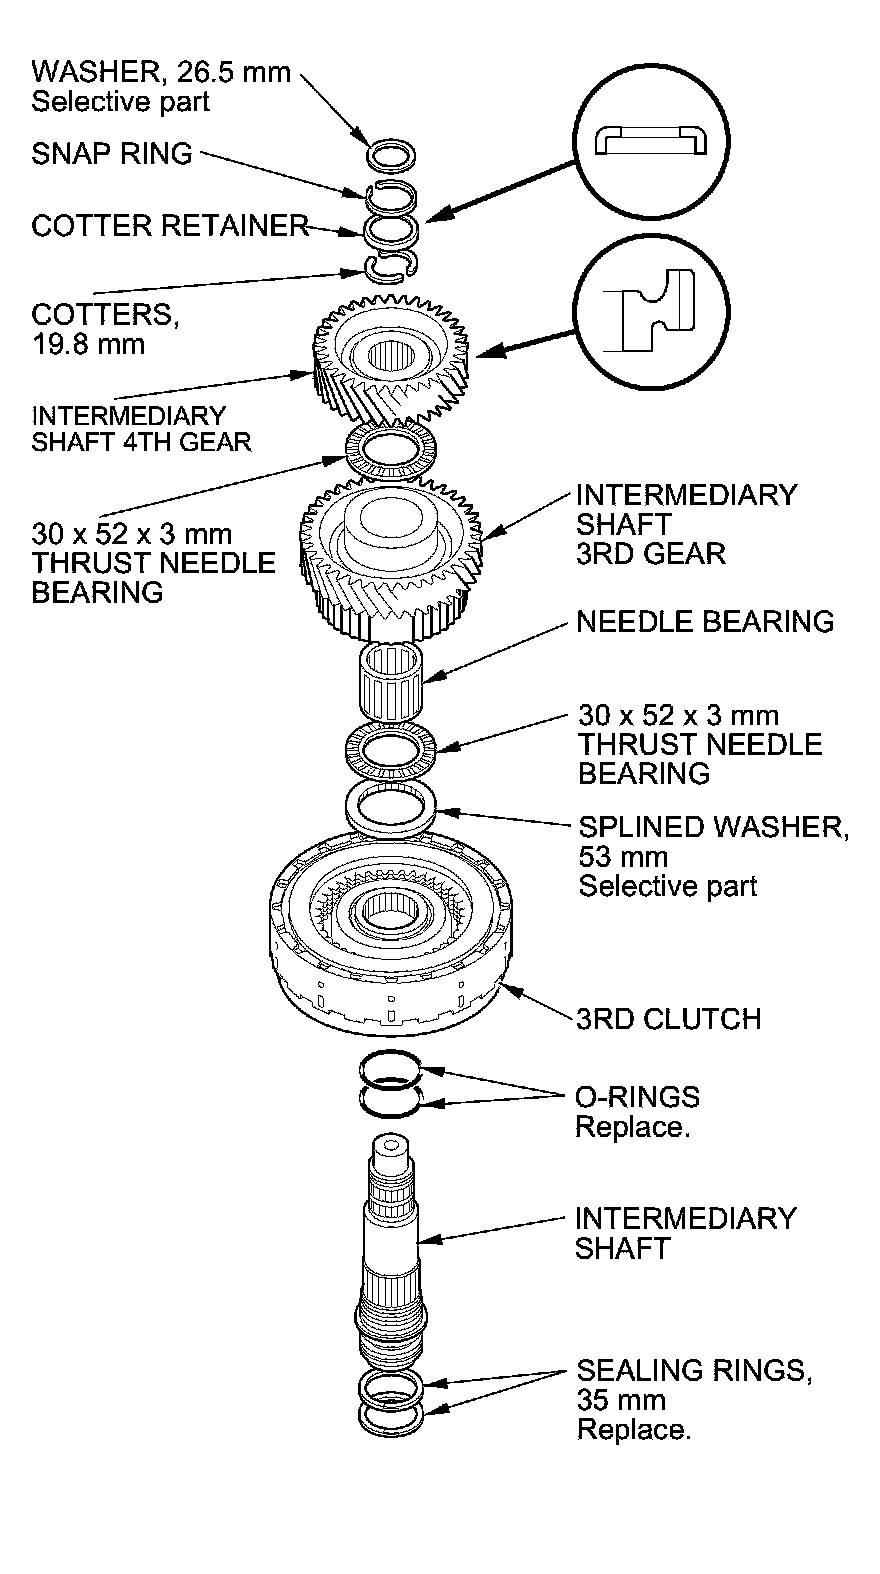 WASHER, 26.5 mm
Selective part
SNAP RING
COTTER RETAINER
COTTERS,
19.8 mm
INTERMEDIARY
SHAFT 4TH GEAR
30 x 52 x 3 mm
THRUST NEEDLE
BEARING
INTERMEDIARY
SHAFT
3RD GEAR
NEEDLE BEARING
30 x 52 x 3 mm
THRUST NEEDLE
BEARING
SPLINED WASHER,
53 mm
Selective part
3RD CLUTCH
O-RINGS
Replace.
INTERMEDIARY
SHAFT
SEALING RINGS,
35 mm
Replace.